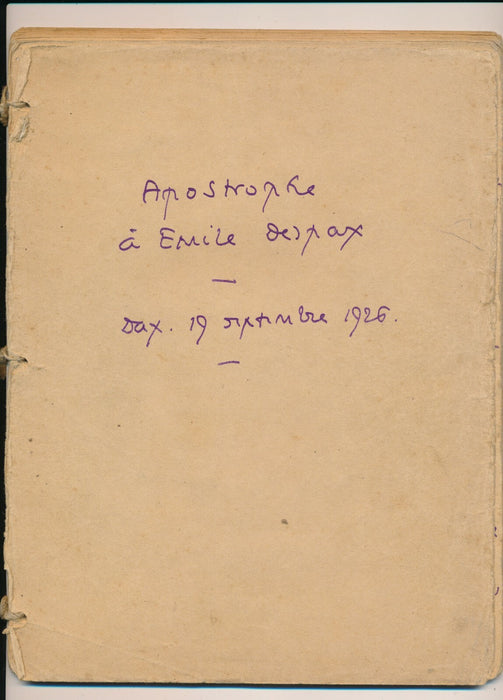 Apostrophe
à Emile Despax
—
Dax. 19 septembre 1926.
—